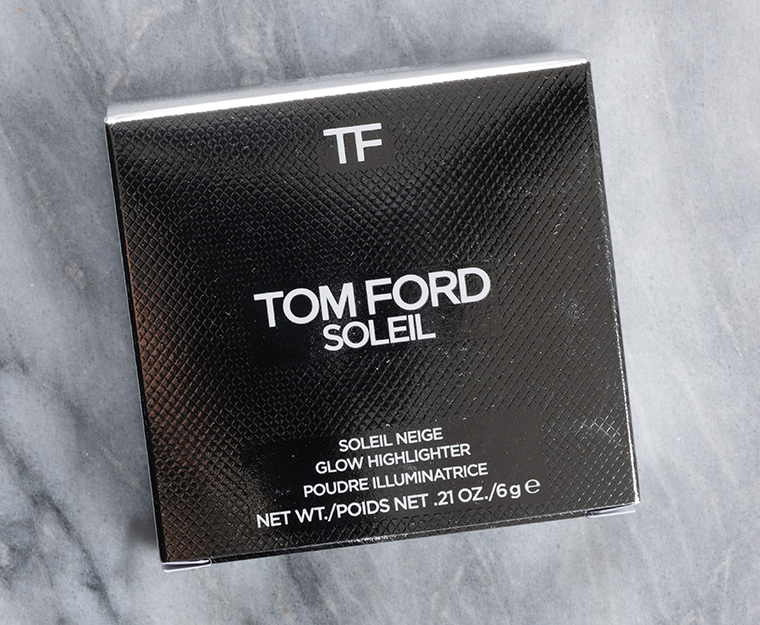 TF
TOM FORD
SOLEIL
SOLEIL NEIGE
GLOW HIGHLIGHTER
POUDRE ILLUMINATRICE
NET WT./POIDS NET .21 OZ./6 g ℮